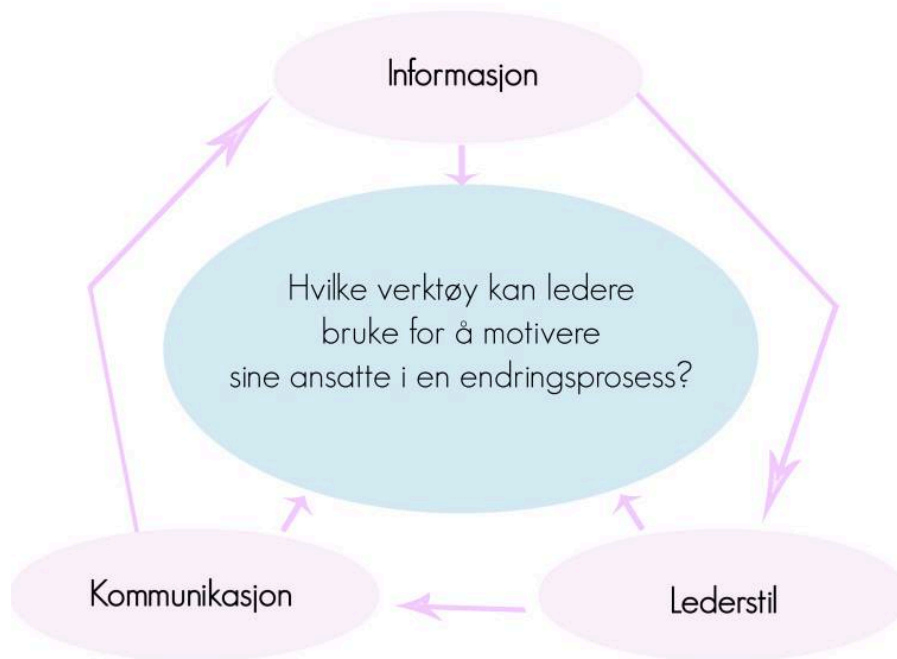 Informasjon
Hvilke verktøy kan ledere
bruke for å motivere
sine ansatte i en endringsprosess?
Kommunikasjon
Lederstil